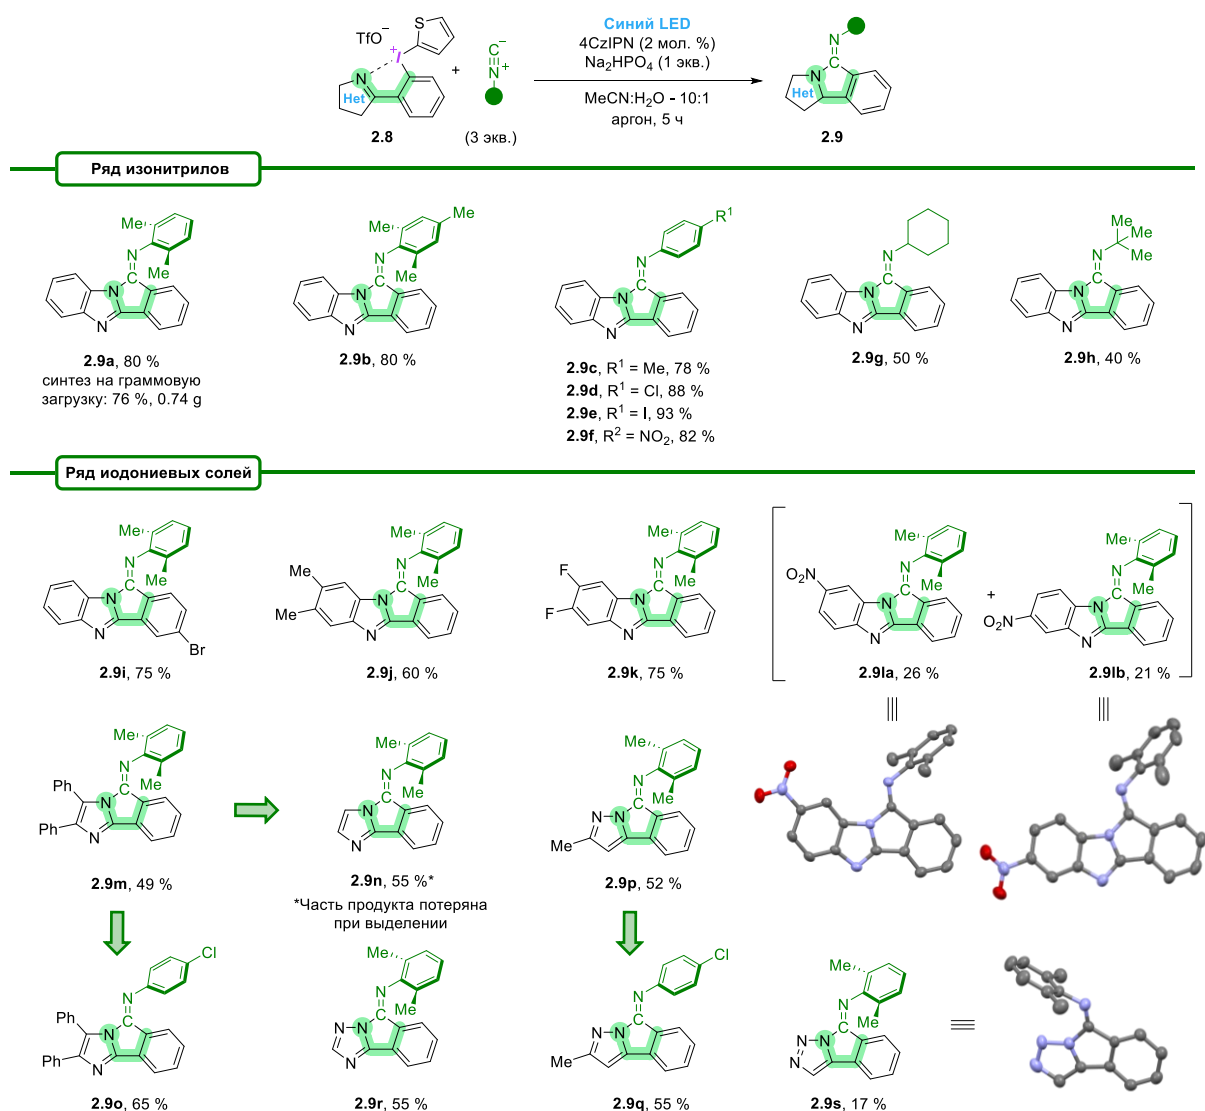 Синий LED
4CzIPN (2 мол. %)
Na₂HPO₄ (1 экв.)
MeCN:H₂O - 10:1
аргон, 5 ч
TfO⁻
S
I⁺
N
Het
2.8
+
C⁻
N⁺
(3 экв.)
N
N
Het
2.9
Ряд изонитрилов
Me
Me
N
C
N
N
2.9a, 80 %
синтез на граммовую
загрузку: 76 %, 0.74 g
Me
Me
Me
N
C
N
N
2.9b, 80 %
R¹
N
C
N
N
2.9c, R¹ = Me, 78 %
2.9d, R¹ = Cl, 88 %
2.9e, R¹ = I, 93 %
2.9f, R² = NO₂, 82 %
N
C
N
N
2.9g, 50 %
Me
Me
Me
N
C
N
N
2.9h, 40 %
Ряд иодониевых солей
Me
Me
N
C
N
N
Br
2.9i, 75 %
Me
Me
N
C
Me
Me
N
N
2.9j, 60 %
Me
Me
N
C
F
F
N
N
2.9k, 75 %
Me
Me
N
C
O₂N
N
N
2.9la, 26 %
+
Me
Me
N
C
O₂N
N
N
2.9lb, 21 %
Me
Me
N
C
Ph
Ph
N
N
2.9m, 49 %
Me
Me
N
C
N
N
2.9n, 55 %*
*Часть продукта потеряна
при выделении
Me
Me
N
C
N
N
Me
2.9p, 52 %
Cl
N
C
Ph
Ph
N
N
2.9o, 65 %
Me
Me
N
C
N
N
N
2.9r, 55 %
Cl
N
C
N
N
Me
2.9q, 55 %
Me
Me
N
C
N
N
N
2.9s, 17 %